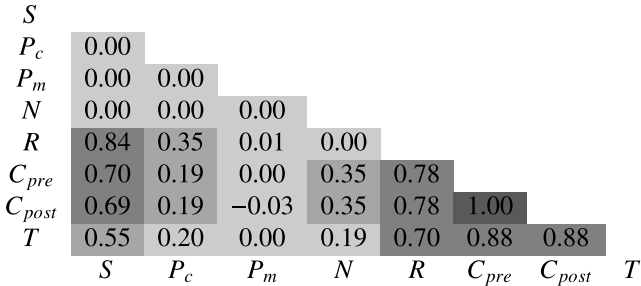 S
P_c 0.00
P_m 0.00 0.00
N 0.00 0.00 0.00
R 0.84 0.35 0.01 0.00
C_pre 0.70 0.19 0.00 0.35 0.78
C_post 0.69 0.19 −0.03 0.35 0.78 1.00
T 0.55 0.20 0.00 0.19 0.70 0.88 0.88
S P_c P_m N R C_pre C_post T